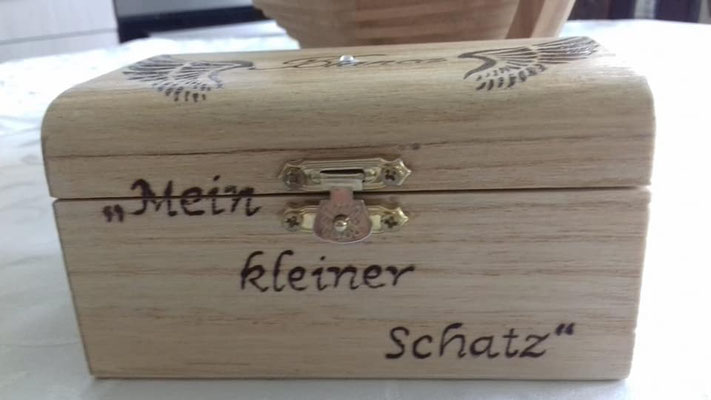 „Mein
kleiner
Schatz“